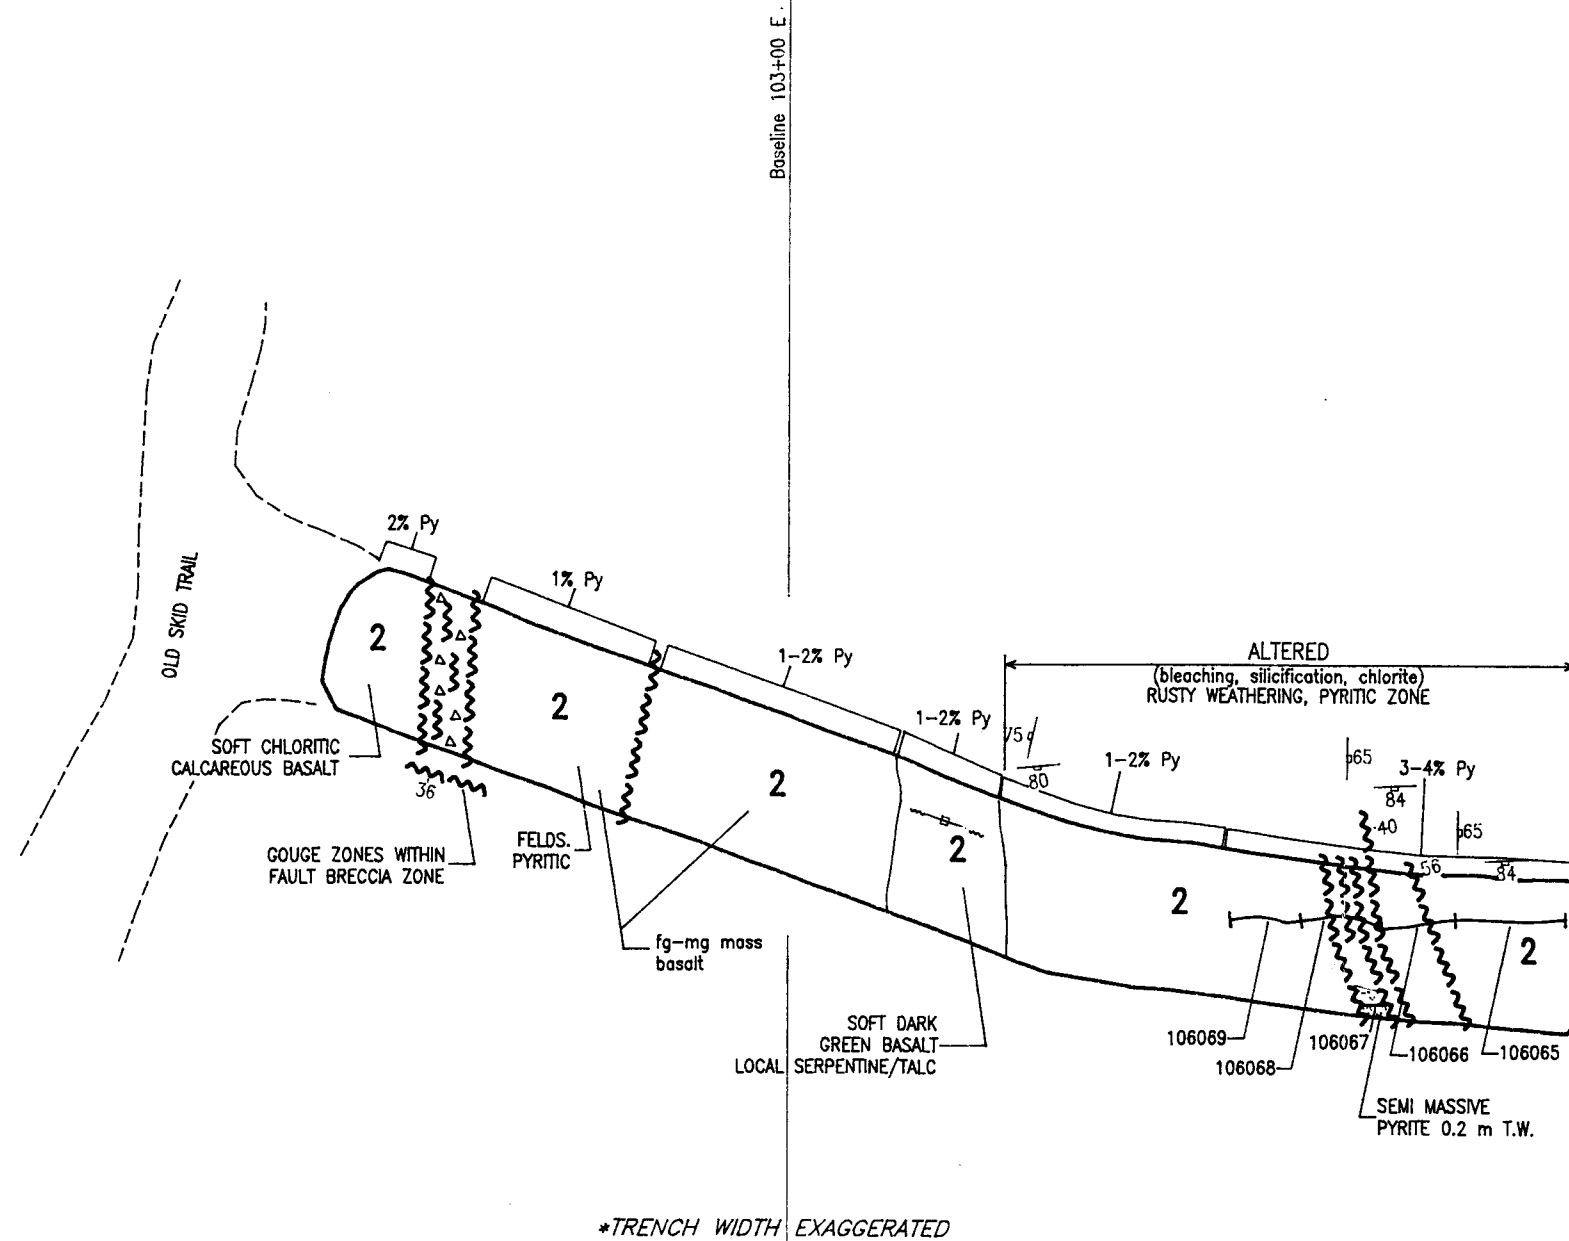 Baseline 103+00 E.
OLD SKID TRAIL
2% Py
1% Py
1-2% Py
1-2% Py
75
80
1-2% Py
ALTERED
(bleaching, silicification, chlorite)
RUSTY WEATHERING, PYRITIC ZONE
65
3-4% Py
84
40
65
56
84
2
2
2
2
2
2
SOFT CHLORITIC
CALCAREOUS BASALT
36
GOUGE ZONES WITHIN
FAULT BRECCIA ZONE
FELDS.
PYRITIC
fg-mg mass
basalt
SOFT DARK
GREEN BASALT
LOCAL SERPENTINE/TALC
106069
106068
106067
106066
106065
SEMI MASSIVE
PYRITE 0.2 m T.W.
*TRENCH WIDTH EXAGGERATED